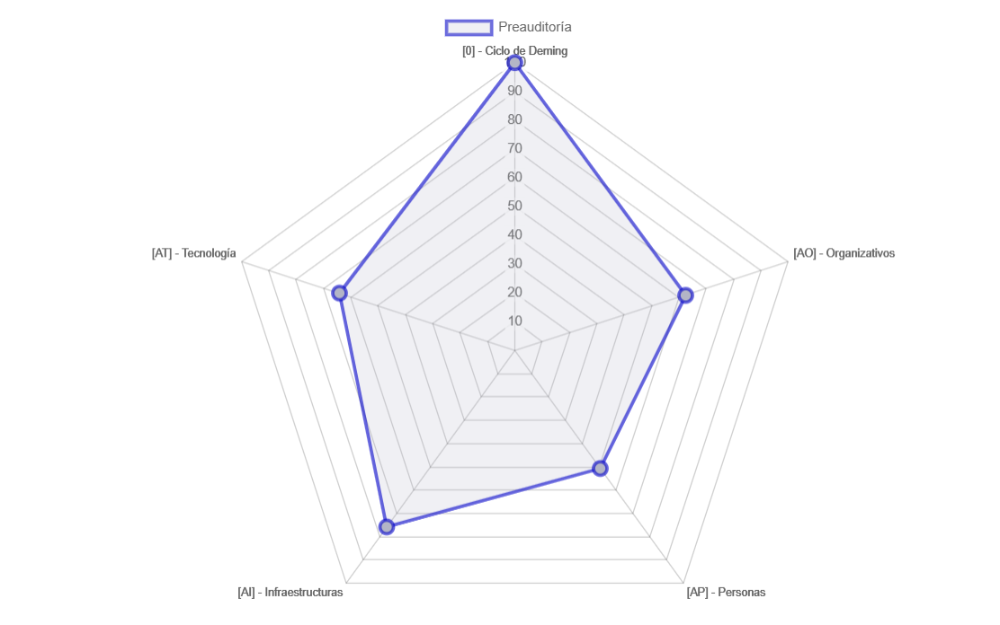 Preauditoría
[0] - Ciclo de Deming
100
90
80
70
60
50
40
30
20
10
[AT] - Tecnología
[AO] - Organizativos
[AI] - Infraestructuras
[AP] - Personas